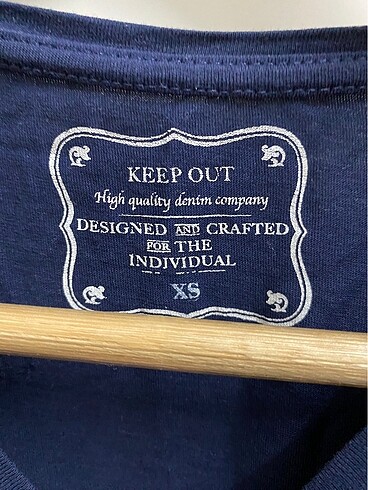 KEEP OUT
High quality denim company
DESIGNED AND CRAFTED
FOR THE
INDIVIDUAL
XS